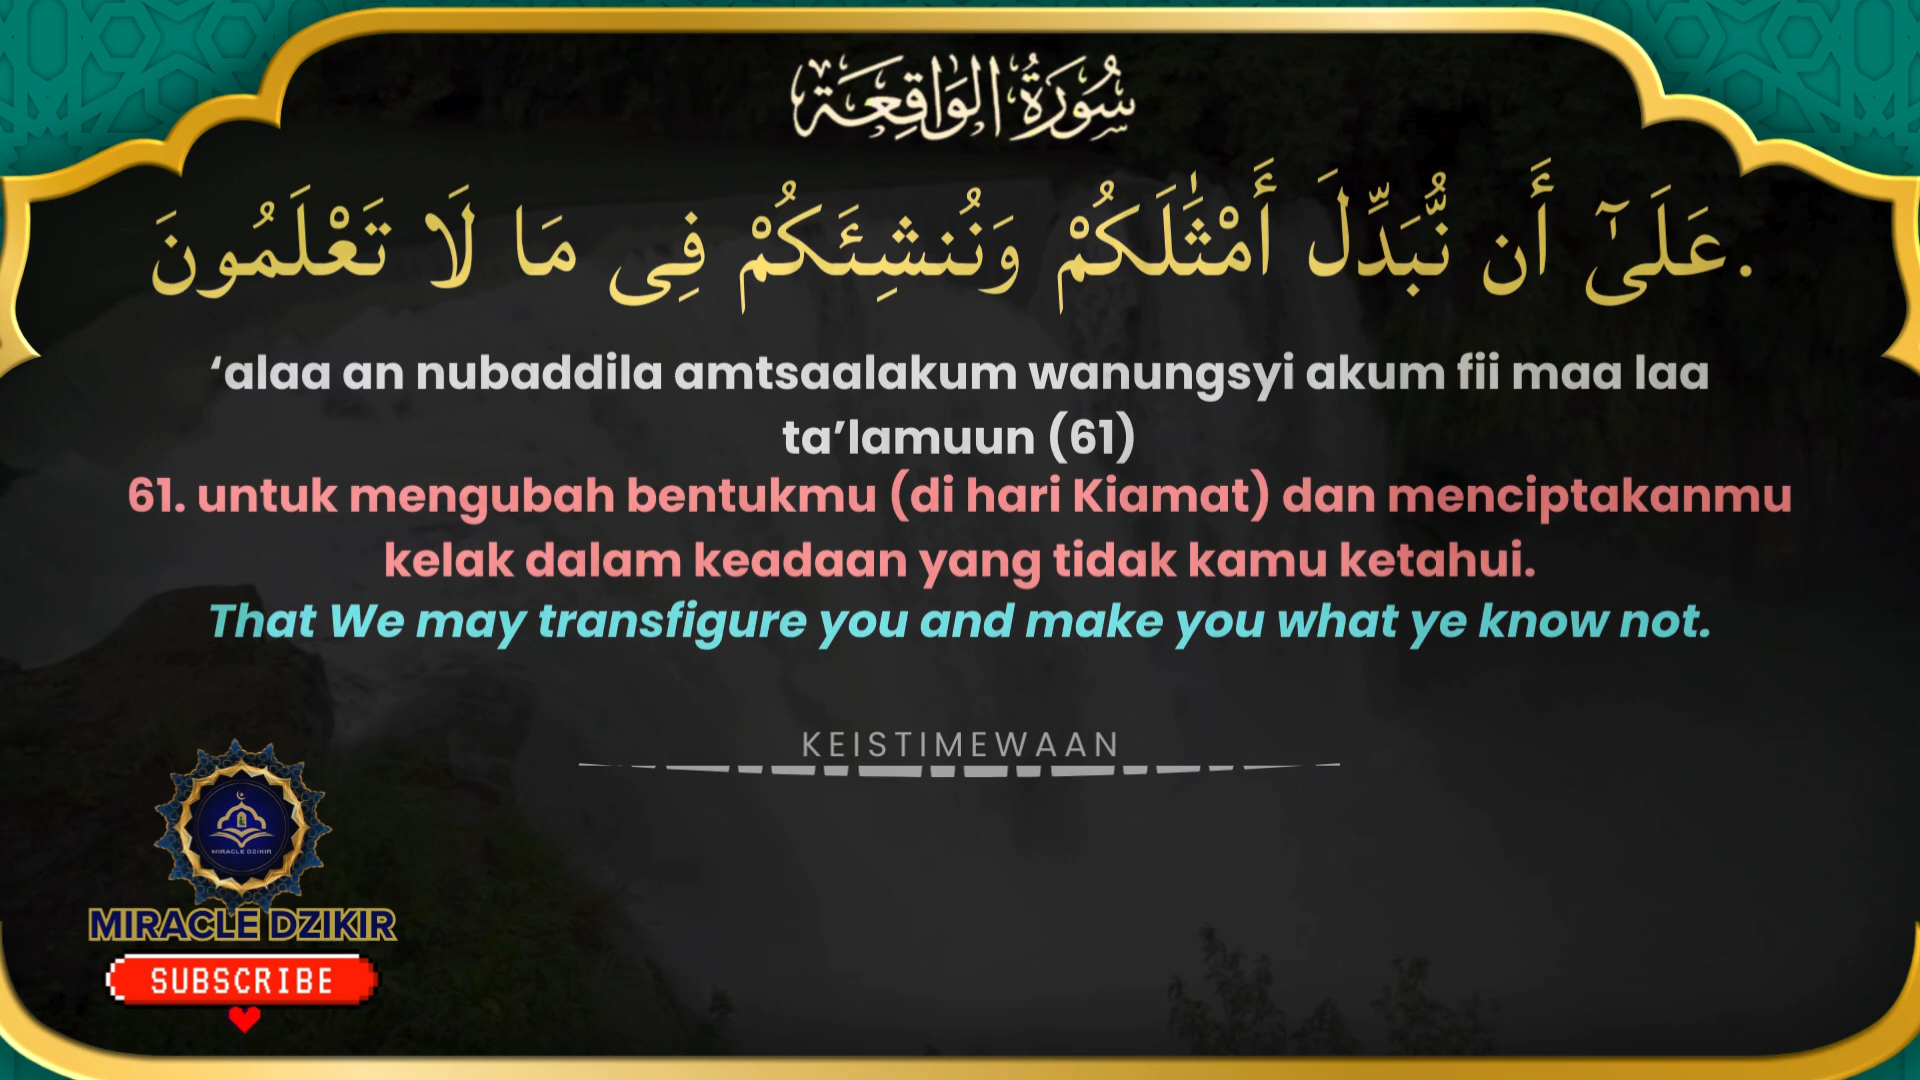 سُورَةُ الوَاقِعَة
عَلَىٰٓ أَن نُّبَدِّلَ أَمْثَٰلَكُمْ وَنُنشِئَكُمْ فِى مَا لَا تَعْلَمُونَ.
‘alaa an nubaddila amtsaalakum wanungsyi akum fii maa laa
ta’lamuun (61)
61. untuk mengubah bentukmu (di hari Kiamat) dan menciptakanmu
kelak dalam keadaan yang tidak kamu ketahui.
That We may transfigure you and make you what ye know not.
KEISTIMEWAAN
MIRACLE DZIKIR
MIRACLE DZIKIR
SUBSCRIBE